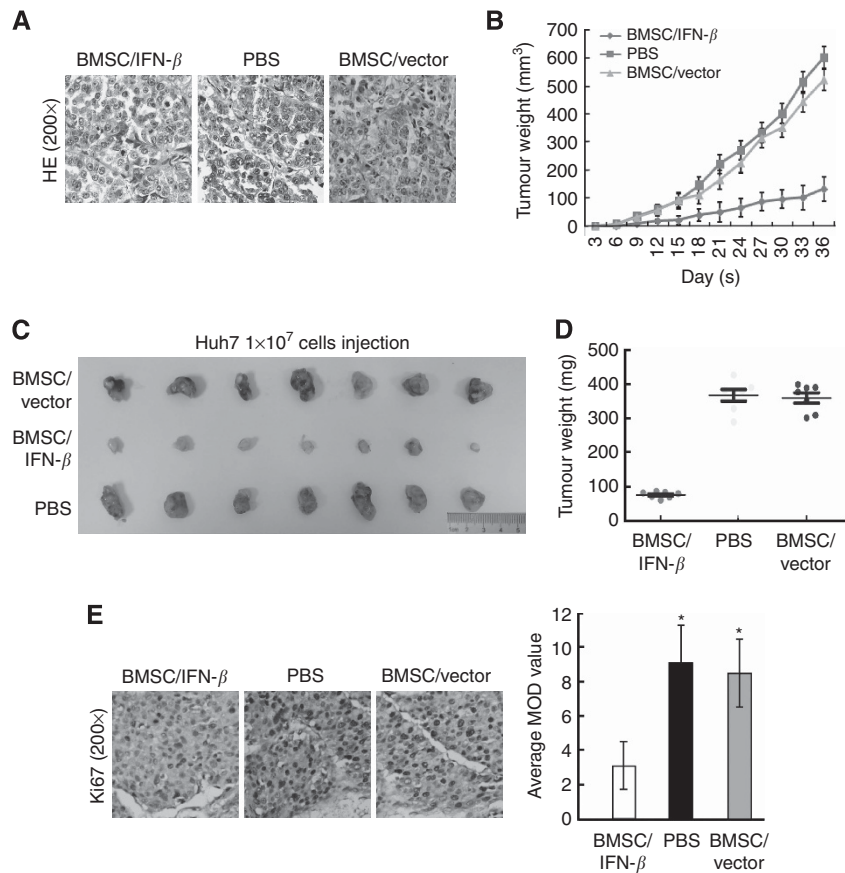 A
BMSC/IFN-β
PBS
BMSC/vector
HE (200×)
B
Tumour weight (mm³)
700
600
500
400
300
200
100
0
BMSC/IFN-β
PBS
BMSC/vector
3
6
9
12
15
18
21
24
27
30
33
36
Day (s)
C
Huh7 1×10⁷ cells injection
BMSC/
vector
BMSC/
IFN-β
PBS
D
Tumour weight (mg)
500
400
300
200
100
0
BMSC/
IFN-β
PBS
BMSC/
vector
E
BMSC/IFN-β
PBS
BMSC/vector
Ki67 (200×)
Average MOD value
12
10
8
6
4
2
0
*
*
BMSC/
IFN-β
PBS
BMSC/
vector